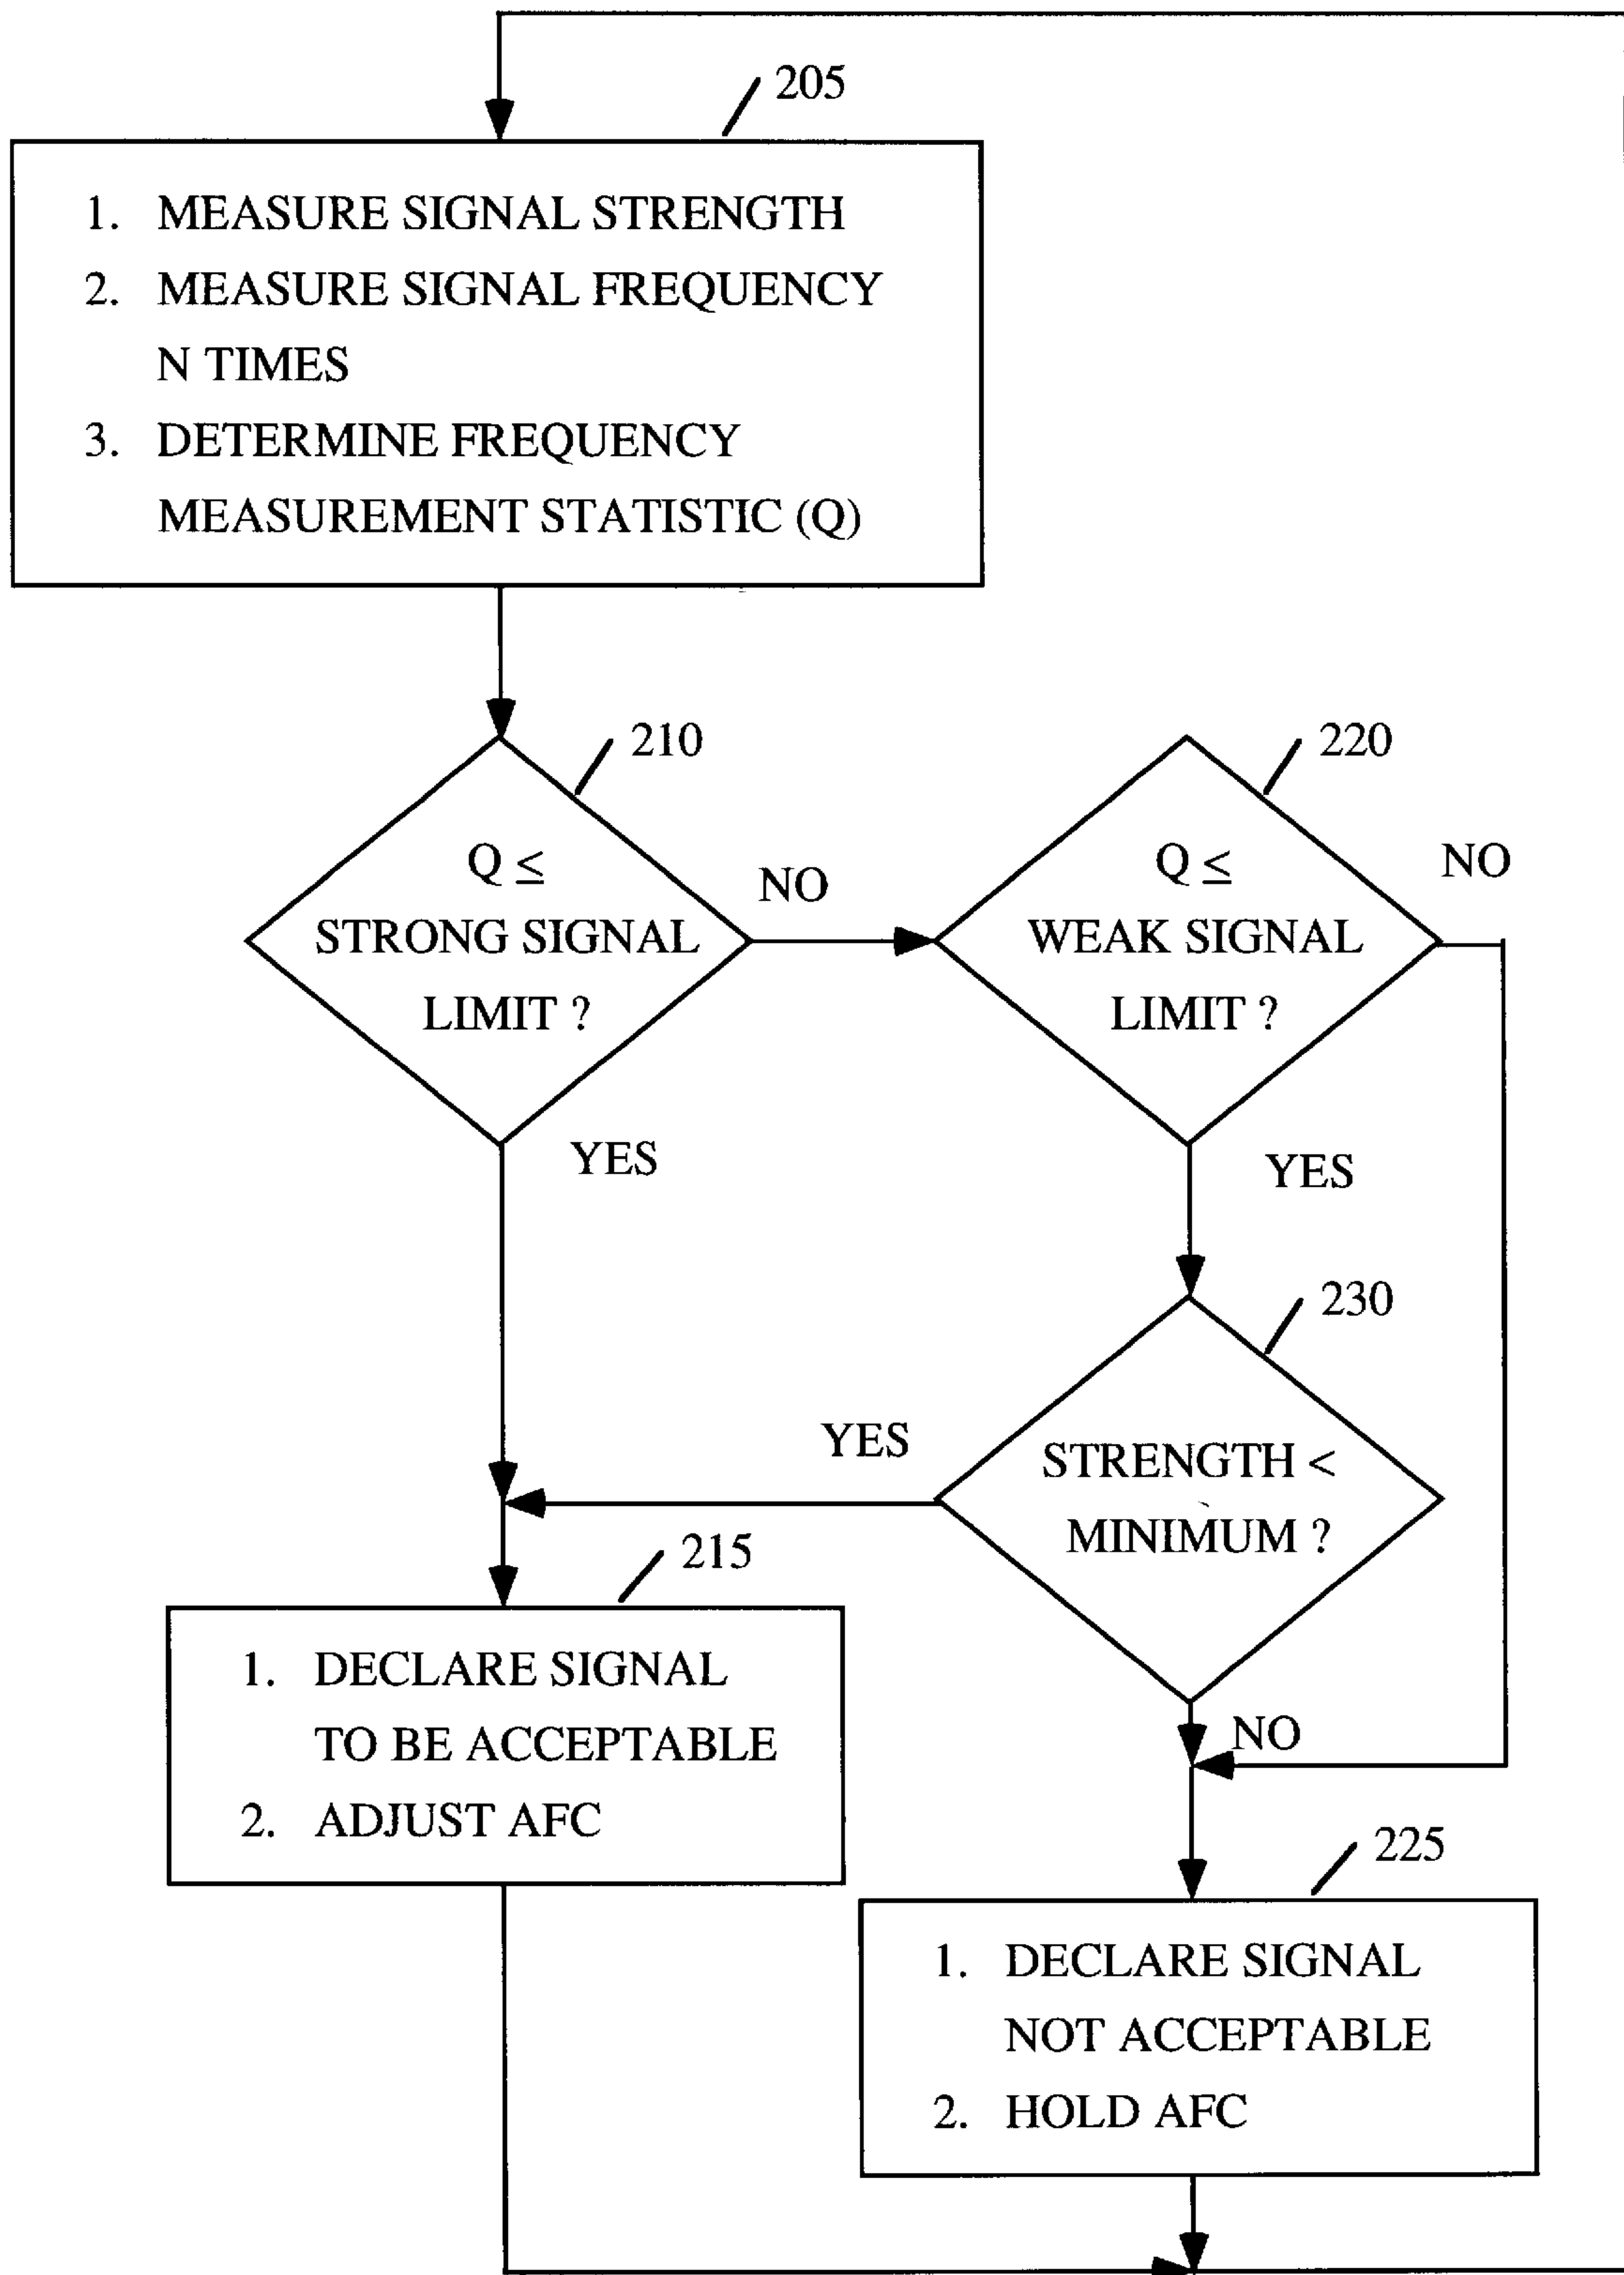 205
1. MEASURE SIGNAL STRENGTH
2. MEASURE SIGNAL FREQUENCY
N TIMES
3. DETERMINE FREQUENCY
MEASUREMENT STATISTIC (Q)
210
Q ≤
STRONG SIGNAL
LIMIT ?
NO
YES
220
Q ≤
WEAK SIGNAL
LIMIT ?
NO
YES
230
STRENGTH <
MINIMUM ?
YES
NO
215
1. DECLARE SIGNAL
TO BE ACCEPTABLE
2. ADJUST AFC
225
1. DECLARE SIGNAL
NOT ACCEPTABLE
2. HOLD AFC